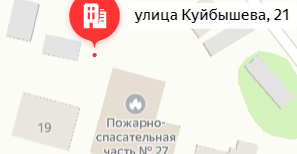 улица Куйбышева, 21
Пожарно-
спасательная
часть № 27
19